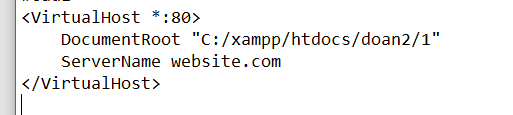 <VirtualHost *:80>
    DocumentRoot "C:/xampp/htdocs/doan2/1"
    ServerName website.com
</VirtualHost>